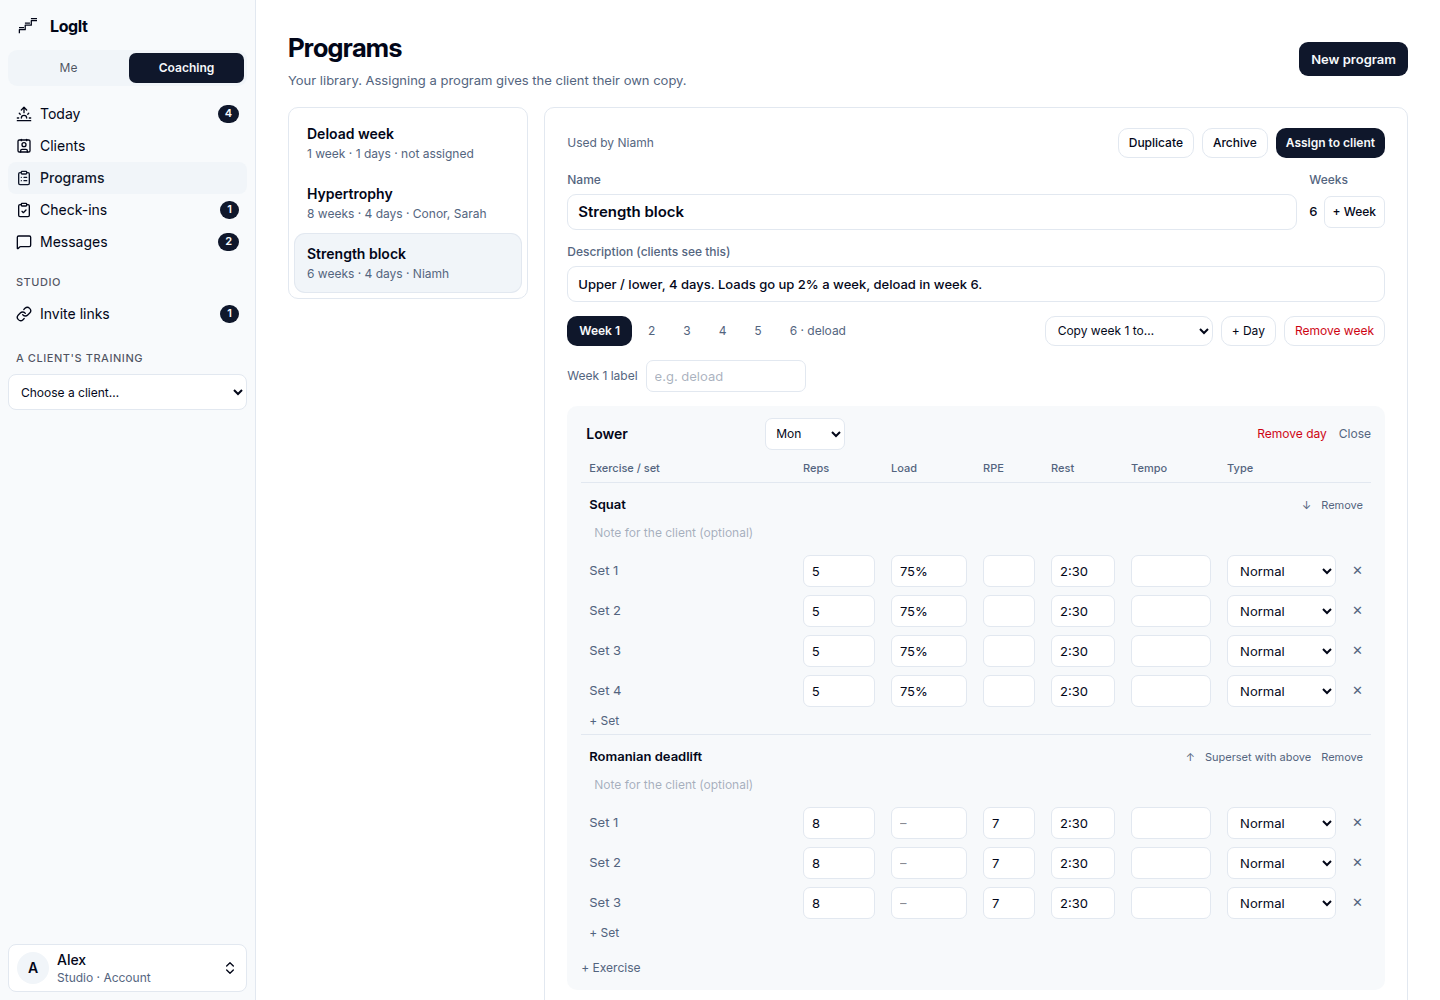 LogIt
Me
Coaching
Today
4
Clients
Programs
Check-ins
1
Messages
2
STUDIO
Invite links
1
A CLIENT'S TRAINING
Choose a client...
A
Alex
Studio · Account
Programs
Your library. Assigning a program gives the client their own copy.
New program
Deload week
1 week · 1 days · not assigned
Hypertrophy
8 weeks · 4 days · Conor, Sarah
Strength block
6 weeks · 4 days · Niamh
Used by Niamh
Duplicate
Archive
Assign to client
Name
Weeks
Strength block
6
+ Week
Description (clients see this)
Upper / lower, 4 days. Loads go up 2% a week, deload in week 6.
Week 1
2
3
4
5
6 · deload
Copy week 1 to...
+ Day
Remove week
Week 1 label
e.g. deload
Lower
Mon
Remove day
Close
Exercise / set
Reps
Load
RPE
Rest
Tempo
Type
Squat
↓
Remove
Note for the client (optional)
Set 1
5
75%
2:30
Normal
✕
Set 2
5
75%
2:30
Normal
✕
Set 3
5
75%
2:30
Normal
✕
Set 4
5
75%
2:30
Normal
✕
+ Set
Romanian deadlift
↑
Superset with above
Remove
Note for the client (optional)
Set 1
8
–
7
2:30
Normal
✕
Set 2
8
–
7
2:30
Normal
✕
Set 3
8
–
7
2:30
Normal
✕
+ Set
+ Exercise